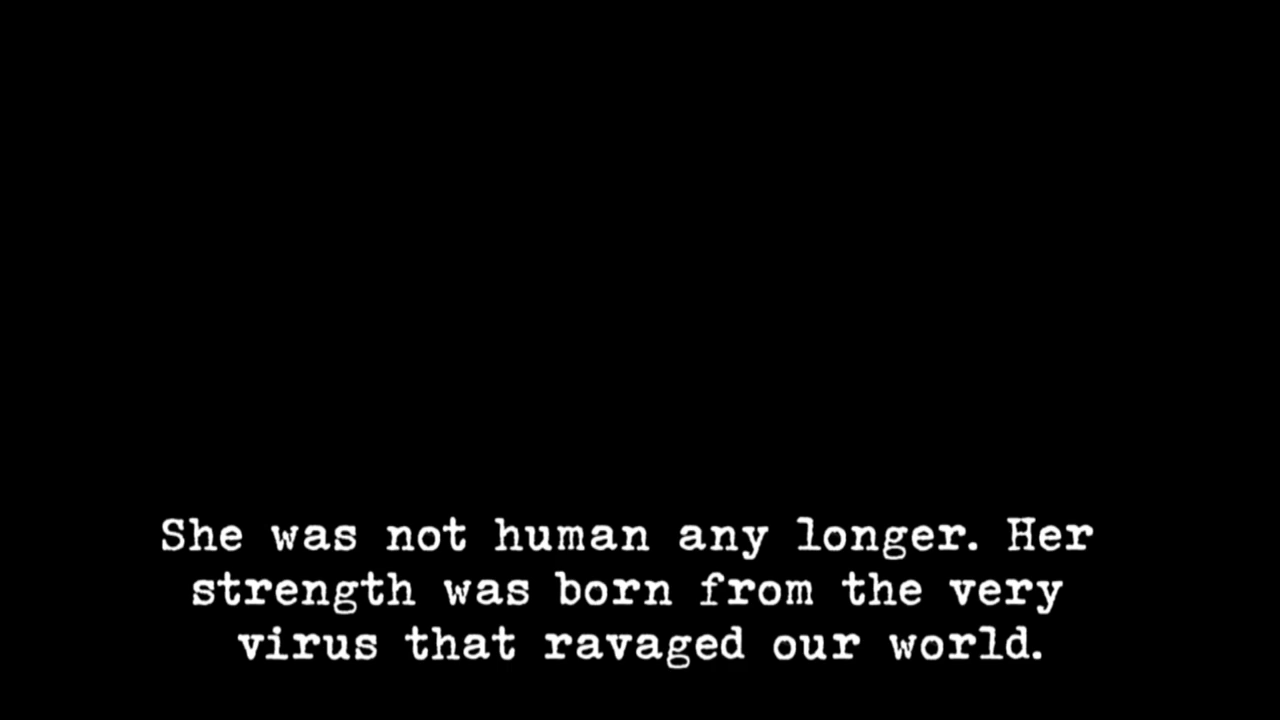 She was not human any longer. Her
strength was born from the very
virus that ravaged our world.